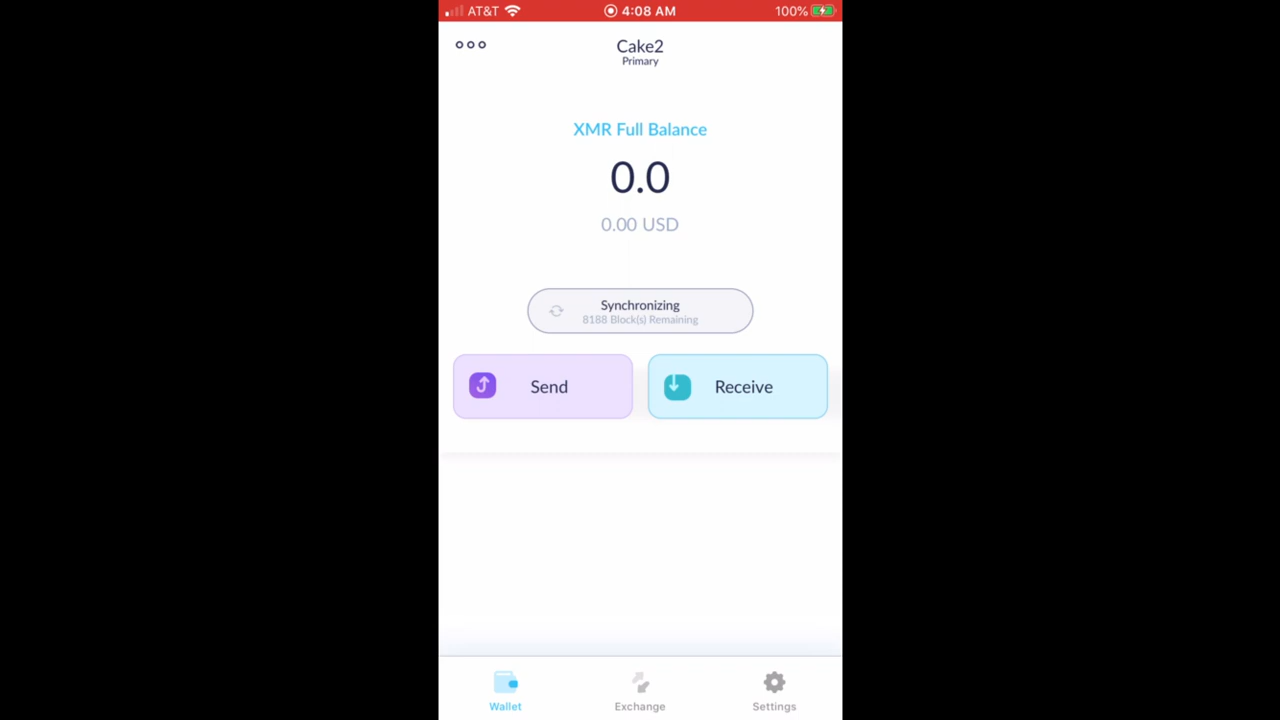 AT&T 4:08 AM 100%
Cake2
Primary
XMR Full Balance
0.0
0.00 USD
Synchronizing
8188 Block(s) Remaining
Send Receive
Wallet Exchange Settings